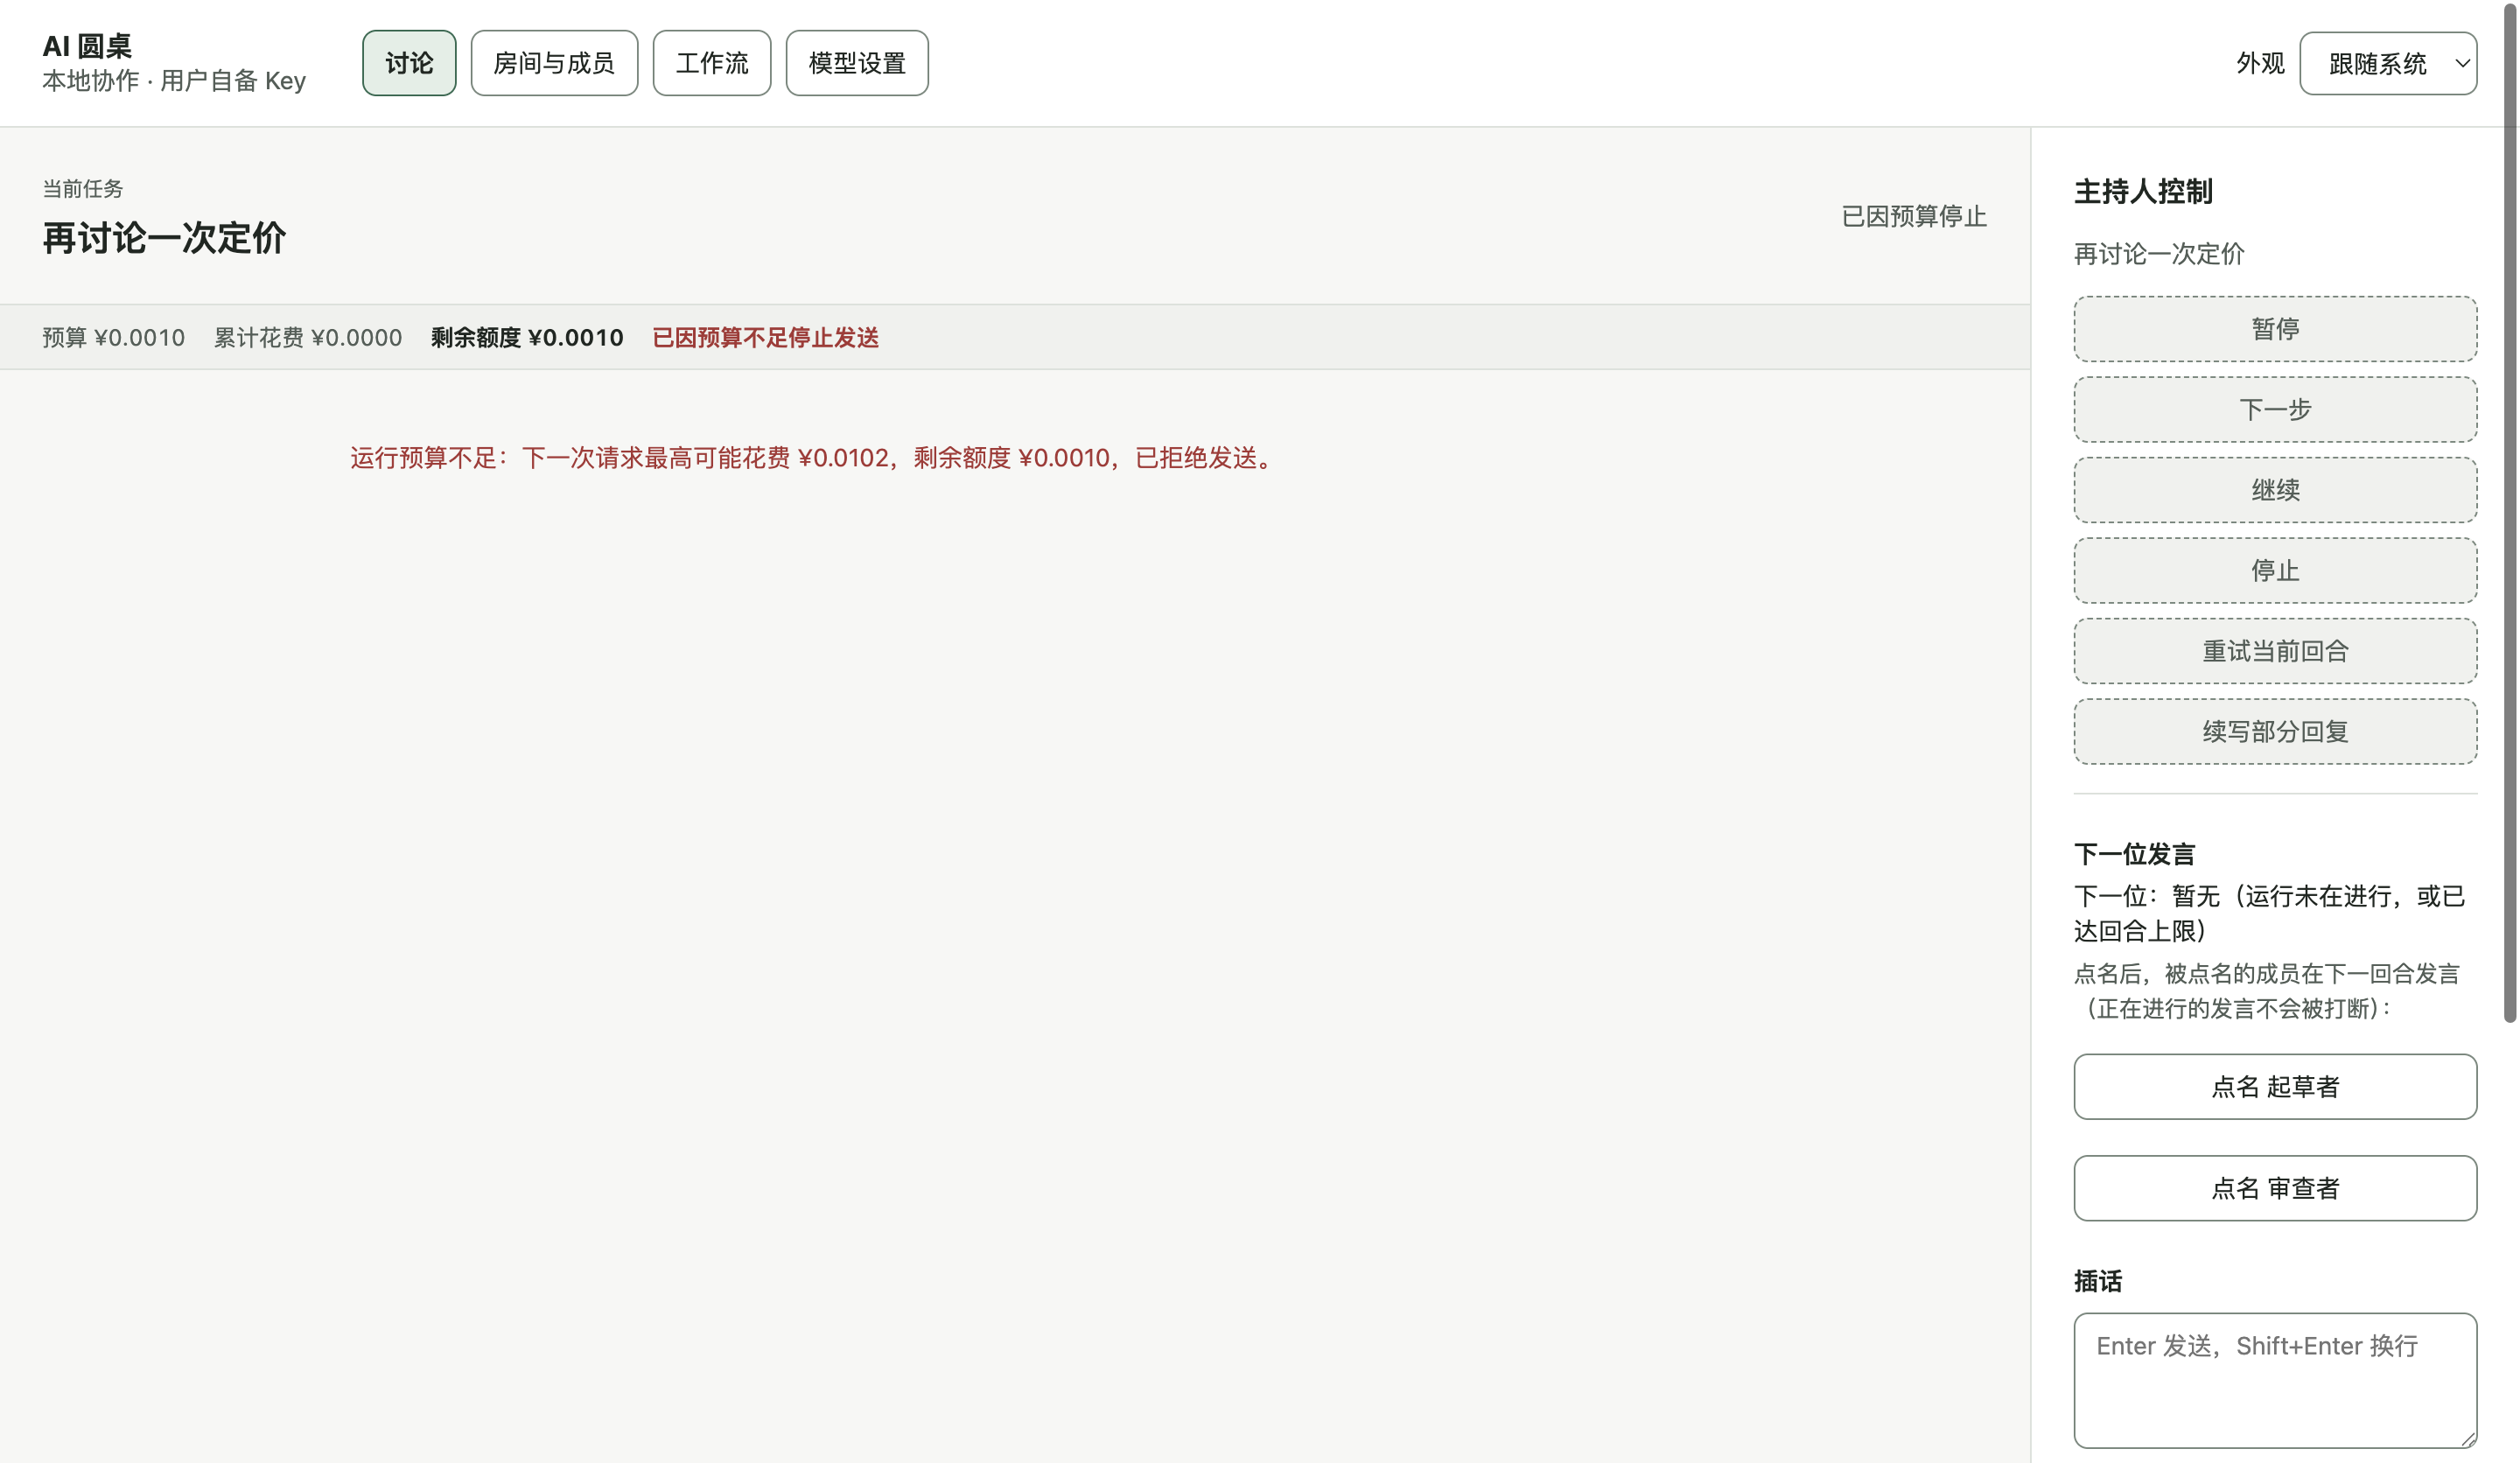 AI 圆桌
本地协作 · 用户自备 Key
讨论
房间与成员
工作流
模型设置
外观
跟随系统
当前任务
再讨论一次定价
已因预算停止
预算 ¥0.0010
累计花费 ¥0.0000
剩余额度 ¥0.0010
已因预算不足停止发送
运行预算不足：下一次请求最高可能花费 ¥0.0102，剩余额度 ¥0.0010，已拒绝发送。
主持人控制
再讨论一次定价
暂停
下一步
继续
停止
重试当前回合
续写部分回复
下一位发言
下一位：暂无（运行未在进行，或已
达回合上限）
点名后，被点名的成员在下一回合发言
（正在进行的发言不会被打断）：
点名 起草者
点名 审查者
插话
Enter 发送，Shift+Enter 换行